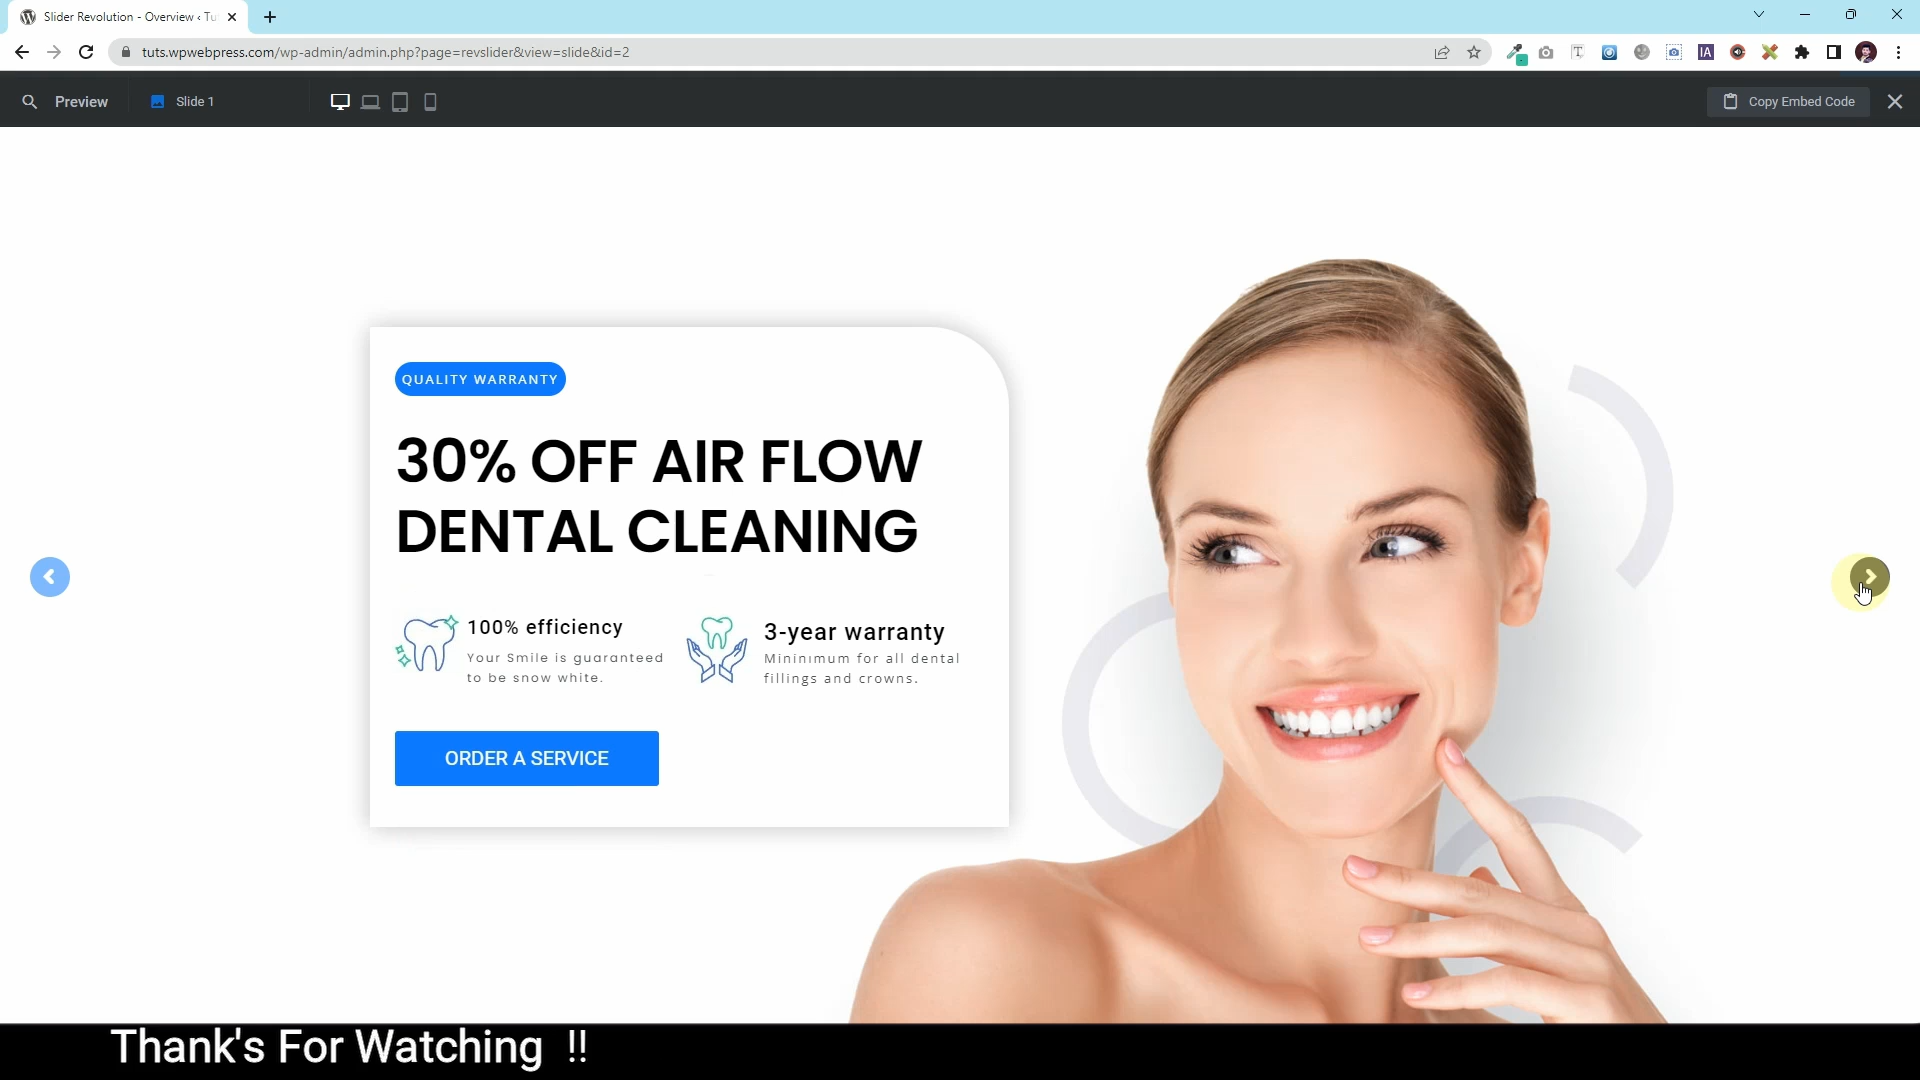 Slider Revolution - Overview ‹ Tu
tuts.wpwebpress.com/wp-admin/admin.php?page=revslider&view=slide&id=2
Preview
Slide 1
Copy Embed Code
QUALITY WARRANTY
30% OFF AIR FLOW
DENTAL CLEANING
100% efficiency
Your Smile is guaranteed
to be snow white.
3-year warranty
Mininimum for all dental
fillings and crowns.
ORDER A SERVICE
Thank's For Watching !!